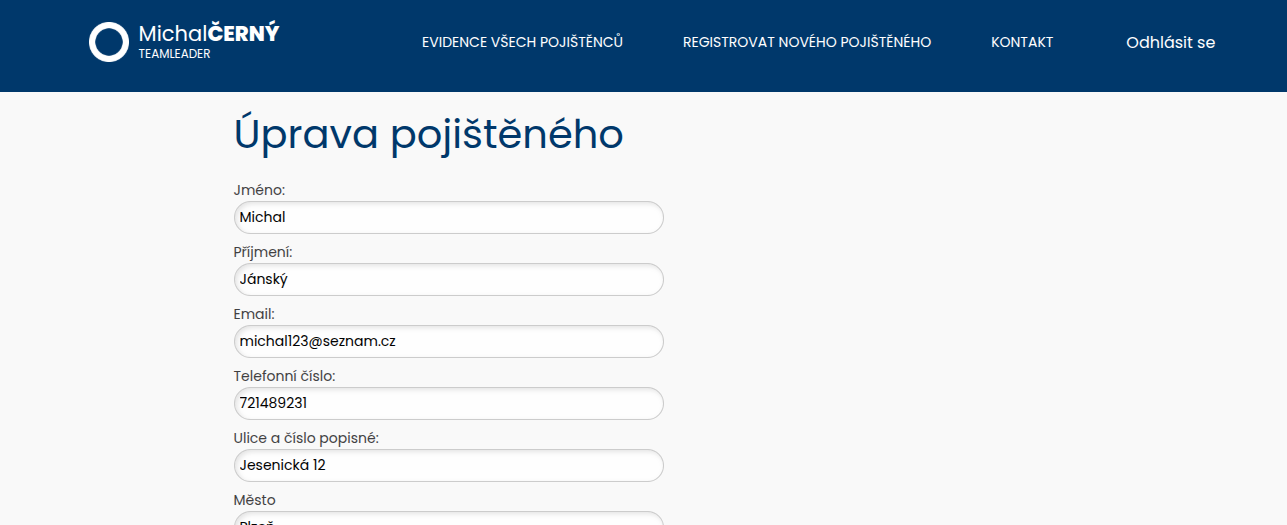 MichalČERNÝ
TEAMLEADER
EVIDENCE VŠECH POJIŠTĚNCŮ
REGISTROVAT NOVÉHO POJIŠTĚNÉHO
KONTAKT
Odhlásit se
Úprava pojištěného
Jméno:
Michal
Příjmení:
Jánský
Email:
michal123@seznam.cz
Telefonní číslo:
721489231
Ulice a číslo popisné:
Jesenická 12
Město
Plzeň